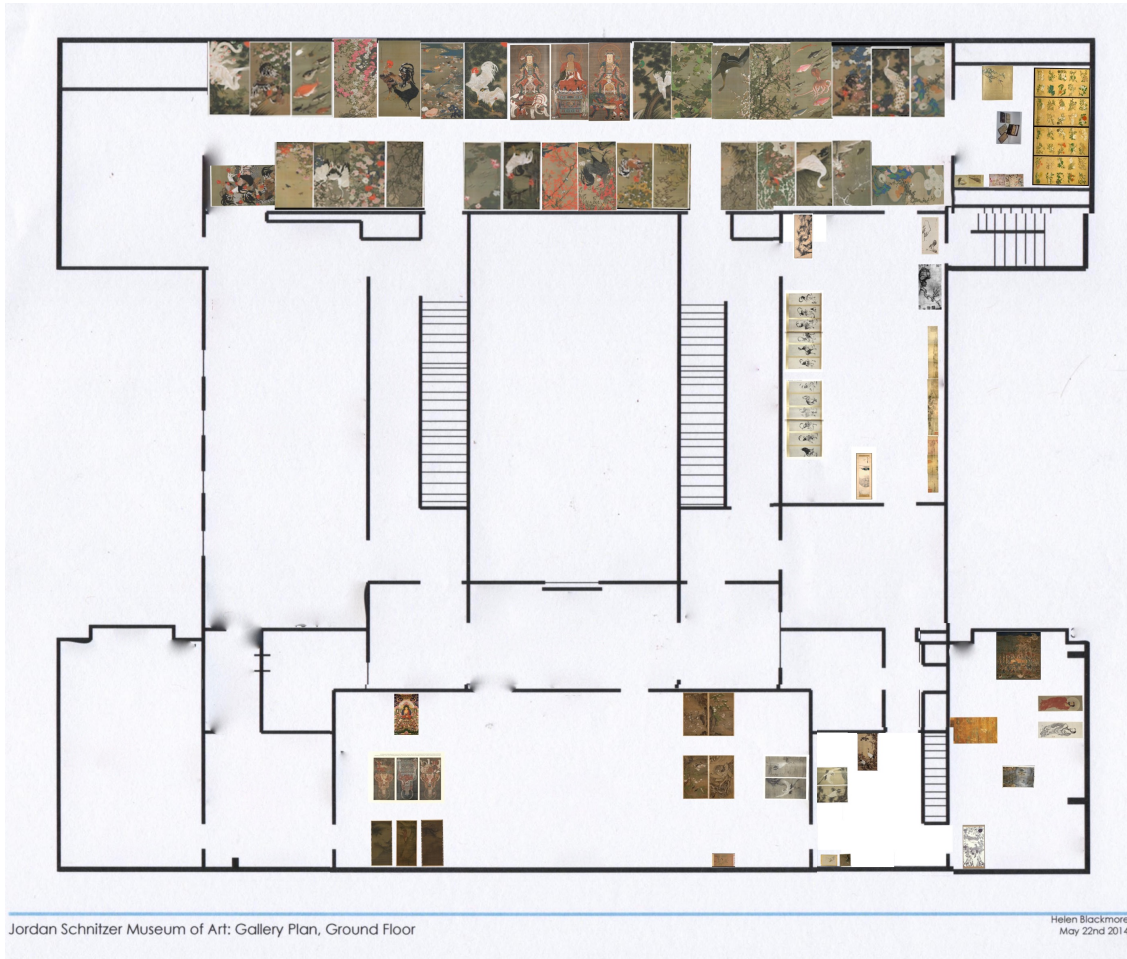 Jordan Schnitzer Museum of Art: Gallery Plan, Ground Floor
Helen Blackmore
May 22nd 2014